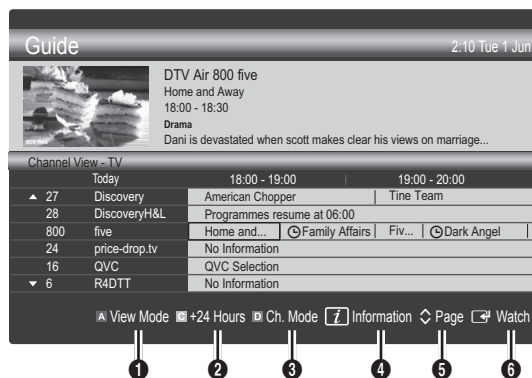 Guide
2:10 Tue 1 Jun
DTV Air 800 five
Home and Away
18:00 - 18:30
Drama
Dani is devastated when scott makes clear his views on marriage...
800 five
Channel View - TV
Today 18:00 - 19:00 19:00 - 20:00
▲ 27 Discovery American Chopper Tine Team
28 DiscoveryH&L Programmes resume at 06:00
800 five Home and... Family Affairs Fiv... Dark Angel
24 price-drop.tv No Information
16 QVC QVC Selection
▼ 6 R4DTT No Information
A View Mode C +24 Hours D Ch. Mode i Information Page Watch
1 2 3 4 5 6